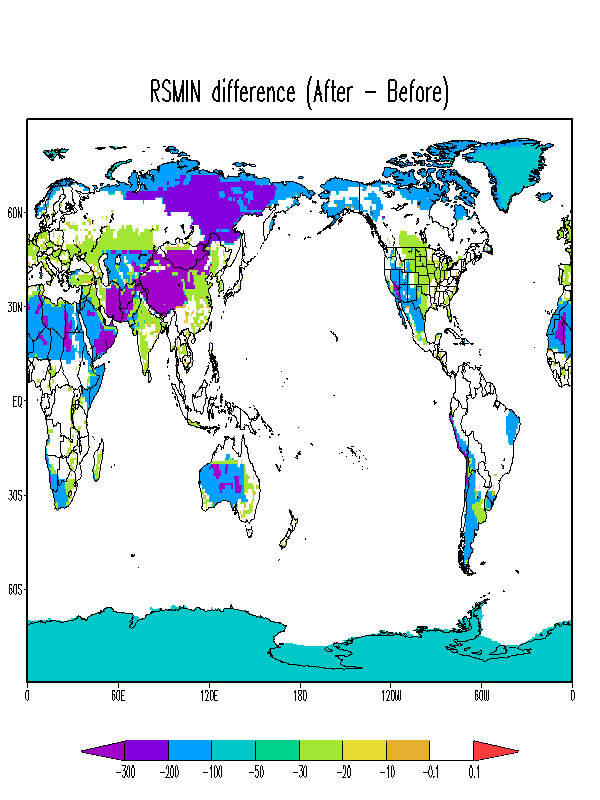 RSMIN difference (After – Before)
60N
30N
EQ
30S
60S
0 60E 120E 180 120W 60W 0
-300 -200 -100 -50 -30 -20 -10 -0.1 0.1